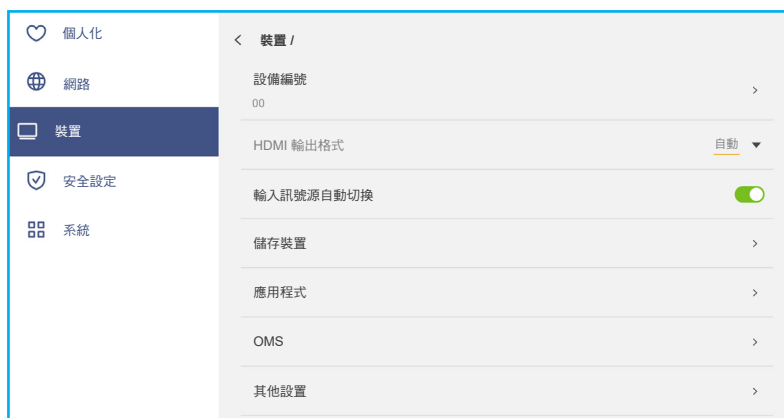 個人化
網路
裝置
安全設定
系統
裝置 /
設備編號
00
HDMI 輸出格式
自動
輸入訊號源自動切換
儲存裝置
應用程式
OMS
其他設置